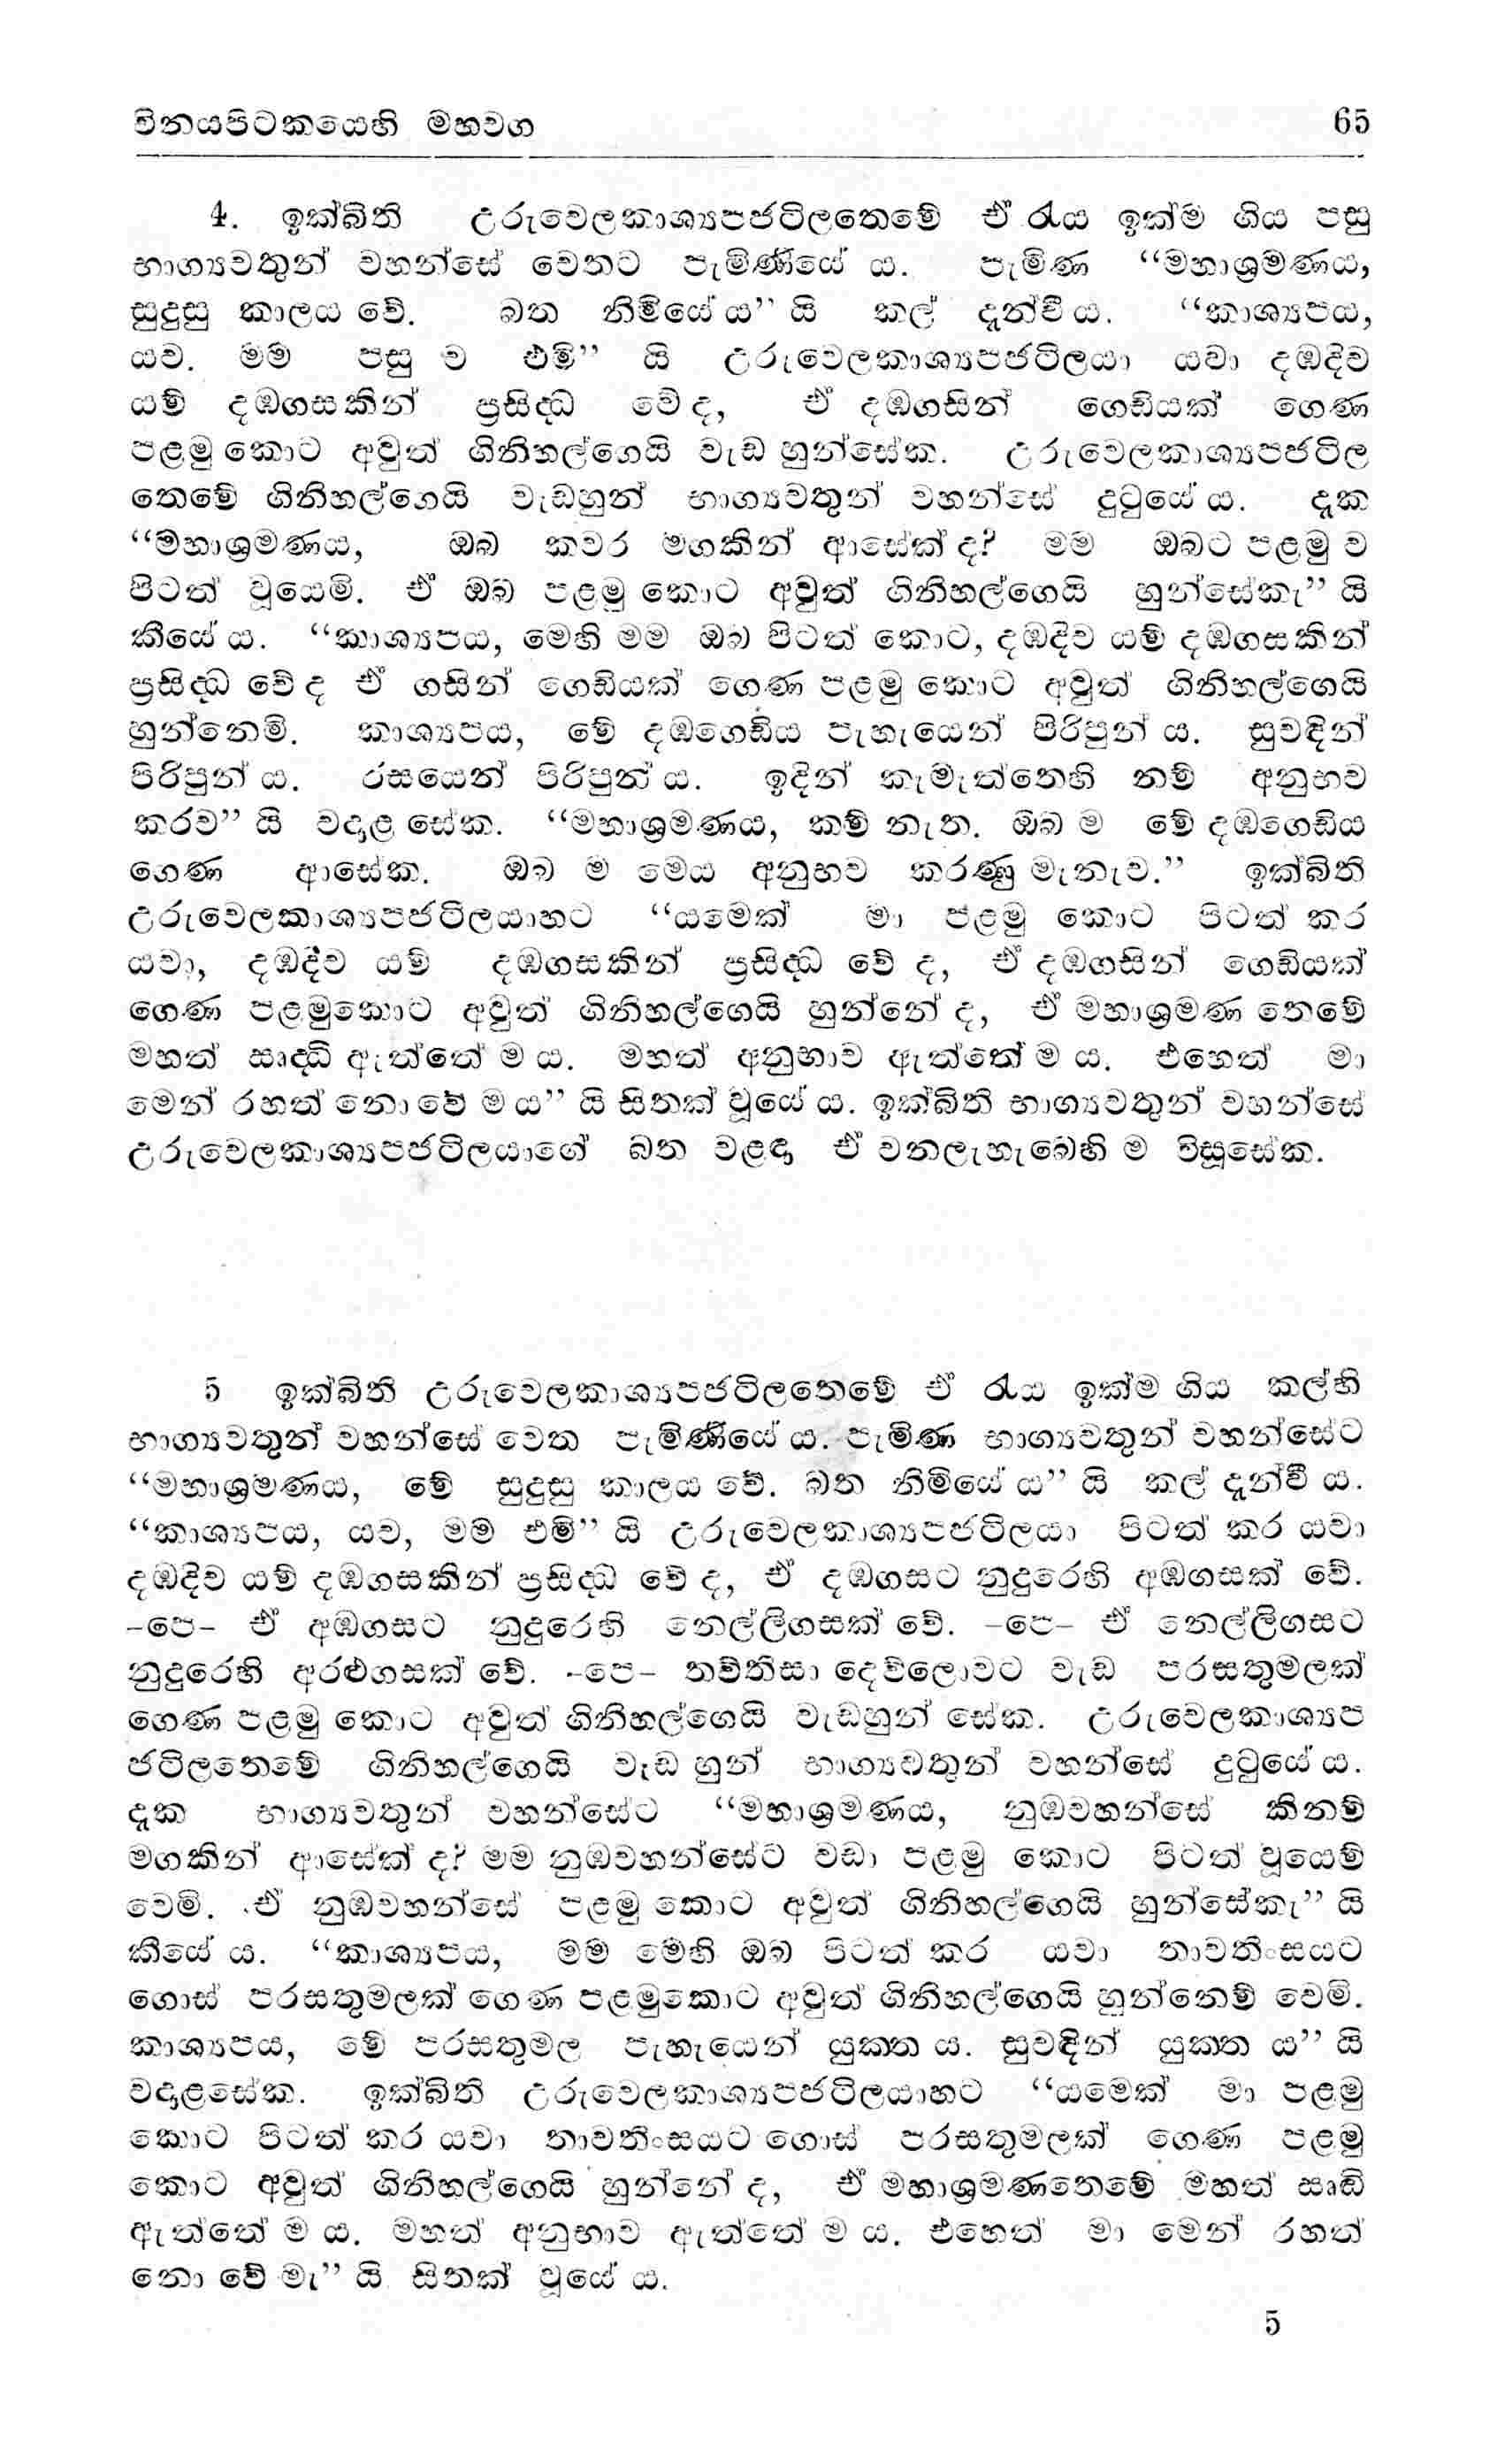 විනයපිටකයෙහි මහවග 65
4. ඉක්බිති උරුවෙලකාශ්‍යපජටිලතෙමේ ඒ රැය ඉක්ම ගිය පසු
භාග්‍යවතුන් වහන්සේ වෙතට පැමිණියේ ය. පැමිණ “මහාශ්‍රමණය,
සුදුසු කාලය වේ. බත නිමියේ ය” යි කල් දැන්වී ය. “කාශ්‍යපය,
යව. මම පසු ව එමි” යි උරුවෙලකාශ්‍යපජටිලයා යවා දඹදිව
යම් දඹගසකින් ප්‍රසිද්ධ වේ ද, ඒ දඹගසින් ගෙඩියක් ගෙණ
පළමු කොට අවුත් ගිනිහල්ගෙයි වැඩ හුන්සේක. උරුවෙලකාශ්‍යපජටිල
තෙමේ ගිනිහල්ගෙයි වැඩහුන් භාග්‍යවතුන් වහන්සේ දුටුයේ ය. දැක
“මහාශ්‍රමණය, ඔබ කවර මගකින් ආසේක් ද? මම ඔබට පළමු ව
පිටත් වූයෙමි. ඒ ඔබ පළමු කොට අවුත් ගිනිහල්ගෙයි හුන්සේකැ” යි
කීයේ ය. “කාශ්‍යපය, මෙහි මම ඔබ පිටත් කොට, දඹදිව යම් දඹගසකින්
ප්‍රසිද්ධ වේ ද ඒ ගසින් ගෙඩියක් ගෙණ පළමු කොට අවුත් ගිනිහල්ගෙයි
හුන්නෙමි. කාශ්‍යපය, මේ දඹගෙඩිය පැහැයෙන් පිරිපුන් ය. සුවඳින්
පිරිපුන් ය. රසයෙන් පිරිපුන් ය. ඉදින් කැමැත්තෙහි නම් අනුභව
කරව” යි වදාළ සේක. “මහාශ්‍රමණය, කම් නැත. ඔබ ම මේ දඹගෙඩිය
ගෙණ ආසේක. ඔබ ම මෙය අනුභව කරණු මැනැව.” ඉක්බිති
උරුවෙලකාශ්‍යපජටිලයාහට “යමෙක් මා පළමු කොට පිටත් කර
යවා, දඹදිව යම් දඹගසකින් ප්‍රසිද්ධ වේ ද, ඒ දඹගසින් ගෙඩියක්
ගෙණ පළමුකොට අවුත් ගිනිහල්ගෙයි හුන්නේ ද, ඒ මහාශ්‍රමණ තෙමේ
මහත් ඍද්ධි ඇත්තේ ම ය. මහත් අනුභාව ඇත්තේ ම ය. එහෙත් මා
මෙන් රහත් නො වේ ම ය” යි සිතක් වූයේ ය. ඉක්බිති භාග්‍යවතුන් වහන්සේ
උරුවෙලකාශ්‍යපජටිලයාගේ බත වළඳා ඒ වනලැහැබෙහි ම විසූසේක.
5 ඉක්බිති උරුවෙලකාශ්‍යපජටිලතෙමේ ඒ රැය ඉක්ම ගිය කල්හි
භාග්‍යවතුන් වහන්සේ වෙත පැමිණියේ ය. පැමිණ භාග්‍යවතුන් වහන්සේට
“මහාශ්‍රමණය, මේ සුදුසු කාලය වේ. බත නිමියේ ය” යි කල් දැන්වී ය.
“කාශ්‍යපය, යව, මම එමි” යි උරුවෙලකාශ්‍යපජටිලයා පිටත් කර යවා
දඹදිව යම් දඹගසකින් ප්‍රසිද්ධ වේ ද, ඒ දඹගසට නුදුරෙහි අඹගසක් වේ.
-පෙ- ඒ අඹගසට නුදුරෙහි නෙල්ලිගසක් වේ. -පෙ- ඒ නෙල්ලිගසට
නුදුරෙහි අරළුගසක් වේ. -පෙ- තව්තිසා දෙව්ලොවට වැඩ පරසතුමලක්
ගෙණ පළමු කොට අවුත් ගිනිහල්ගෙයි වැඩහුන් සේක. උරුවෙලකාශ්‍යප
ජටිලතෙමේ ගිනිහල්ගෙයි වැඩ හුන් භාග්‍යවතුන් වහන්සේ දුටුයේ ය.
දැක භාග්‍යවතුන් වහන්සේට “මහාශ්‍රමණය, නුඹවහන්සේ කිනම්
මගකින් ආසේක් ද? මම නුඹවහන්සේට වඩා පළමු කොට පිටත් වූයෙම්
වෙමි. ඒ නුඹවහන්සේ පළමු කොට අවුත් ගිනිහල්ගෙයි හුන්සේකැ” යි
කීයේ ය. “කාශ්‍යපය, මම මෙහි ඔබ පිටත් කර යවා තාවතිංසයට
ගොස් පරසතුමලක් ගෙණ පළමුකොට අවුත් ගිනිහල්ගෙයි හුන්නෙම් වෙමි.
කාශ්‍යපය, මේ පරසතුමල පැහැයෙන් යුක්ත ය. සුවඳින් යුක්ත ය” යි
වදාළසේක. ඉක්බිති උරුවෙලකාශ්‍යපජටිලයාහට “යමෙක් මා පළමු
කොට පිටත් කර යවා තාවතිංසයට ගොස් පරසතුමලක් ගෙණ පළමු
කොට අවුත් ගිනිහල්ගෙයි හුන්නේ ද, ඒ මහාශ්‍රමණතෙමේ මහත් සෘඩි
ඇත්තේ ම ය. මහත් අනුභාව ඇත්තේ ම ය. එහෙත් මා මෙන් රහත්
නො වේ මැ” යි සිතක් වූයේ ය.
5